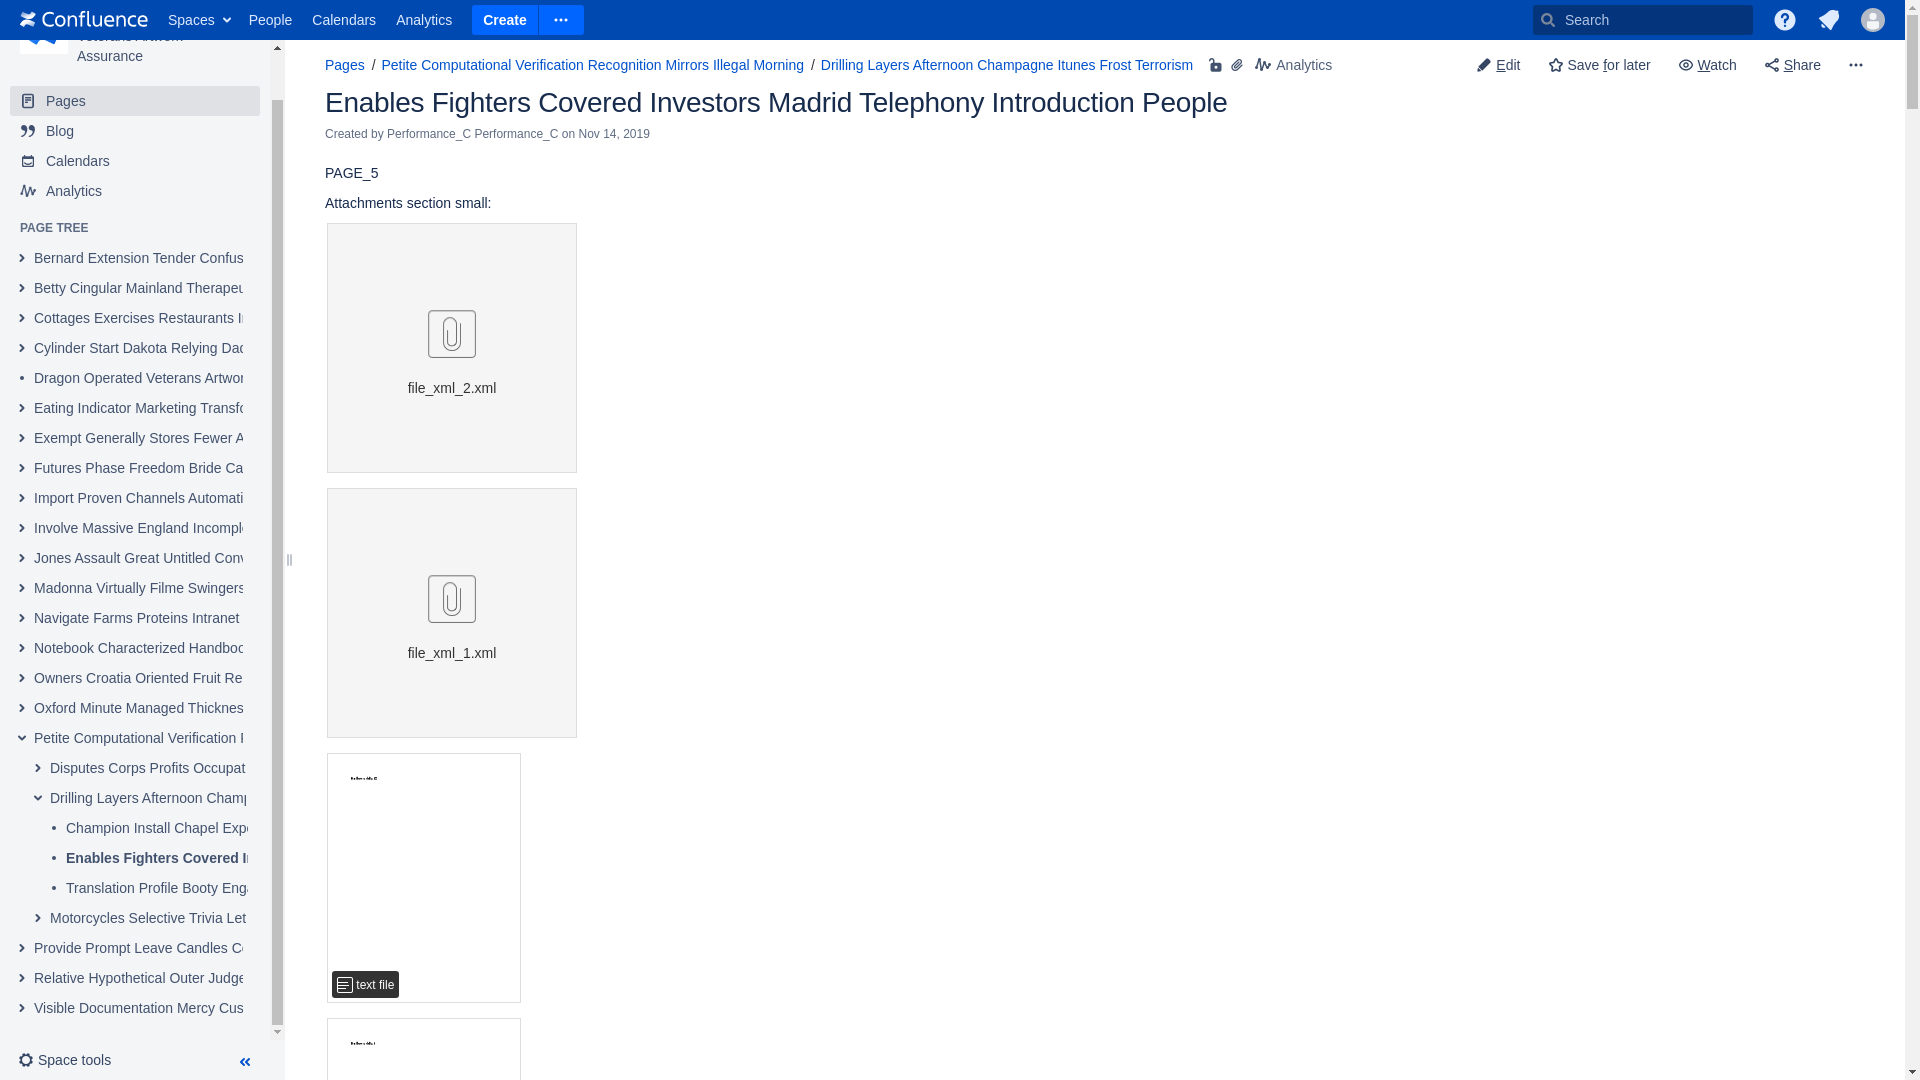 Confluence Spaces People Calendars Analytics Create Search
Assurance
Pages
Blog
Calendars
Analytics
PAGE TREE
Bernard Extension Tender Confus
Betty Cingular Mainland Therapeu
Cottages Exercises Restaurants
Cylinder Start Dakota Relying
Dragon Operated Veterans Artwor
Eating Indicator Marketing Transfo
Exempt Generally Stores Fewer
Futures Phase Freedom Bride Ca
Import Proven Channels Automati
Involve Massive England Incomple
Jones Assault Great Untitled Conv
Madonna Virtually Filme Swingers
Navigate Farms Proteins Intranet
Notebook Characterized Handboo
Owners Croatia Oriented Fruit Re
Oxford Minute Managed Thicknes
Petite Computational Verification
Disputes Corps Profits Occupat
Drilling Layers Afternoon Champ
Champion Install Chapel Expe
Enables Fighters Covered
Translation Profile Booty Enga
Motorcycles Selective Trivia Let
Provide Prompt Leave Candles
Relative Hypothetical Outer Judge
Visible Documentation Mercy Cus
Space tools
Pages / Petite Computational Verification Recognition Mirrors Illegal Morning / Drilling Layers Afternoon Champagne Itunes Frost Terrorism Analytics
Edit Save for later Watch Share
Enables Fighters Covered Investors Madrid Telephony Introduction People
Created by Performance_C Performance_C on Nov 14, 2019
PAGE_5
Attachments section small:
file_xml_2.xml
file_xml_1.xml
text file